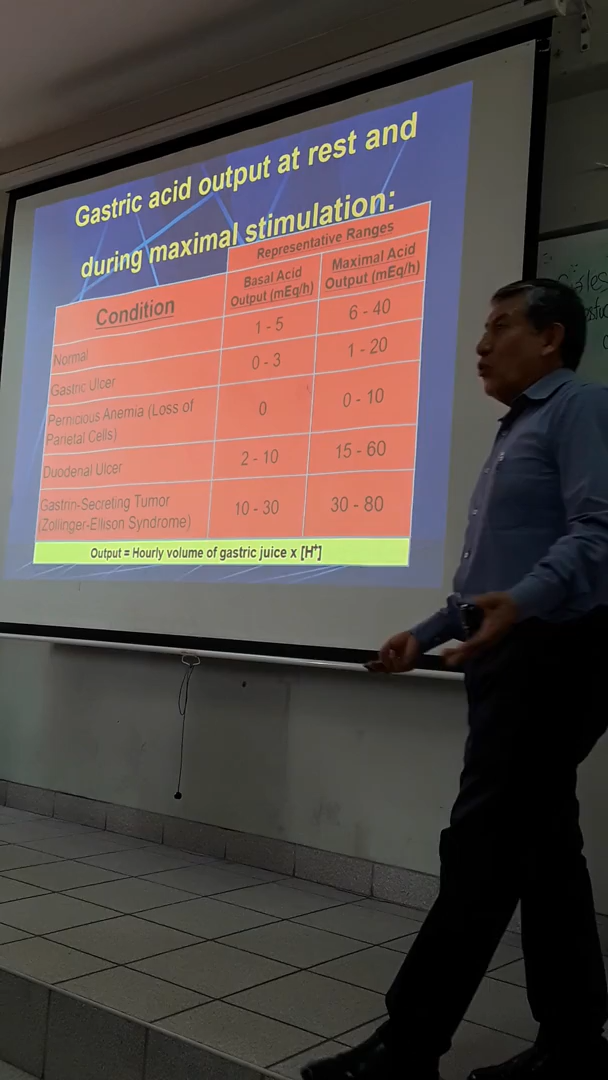 Gastric acid output at rest and
during maximal stimulation:
Representative Ranges
Condition
Basal Acid
Output (mEq/h)
Maximal Acid
Output (mEq/h)
Normal
1 - 5
6 - 40
Gastric Ulcer
0 - 3
1 - 20
Pernicious Anemia (Loss of
Parietal Cells)
0
0 - 10
Duodenal Ulcer
2 - 10
15 - 60
Gastrin-Secreting Tumor
(Zollinger-Ellison Syndrome)
10 - 30
30 - 80
Output = Hourly volume of gastric juice x [H⁺]